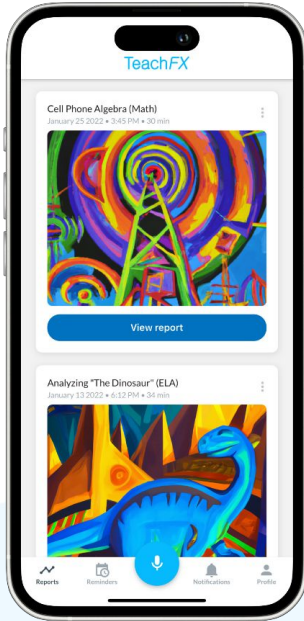 TeachFX
Cell Phone Algebra (Math)
January 25 2022 • 3:45 PM • 30 min
View report
Analyzing "The Dinosaur" (ELA)
January 13 2022 • 6:12 PM • 34 min
Reports Reminders Notifications Profile